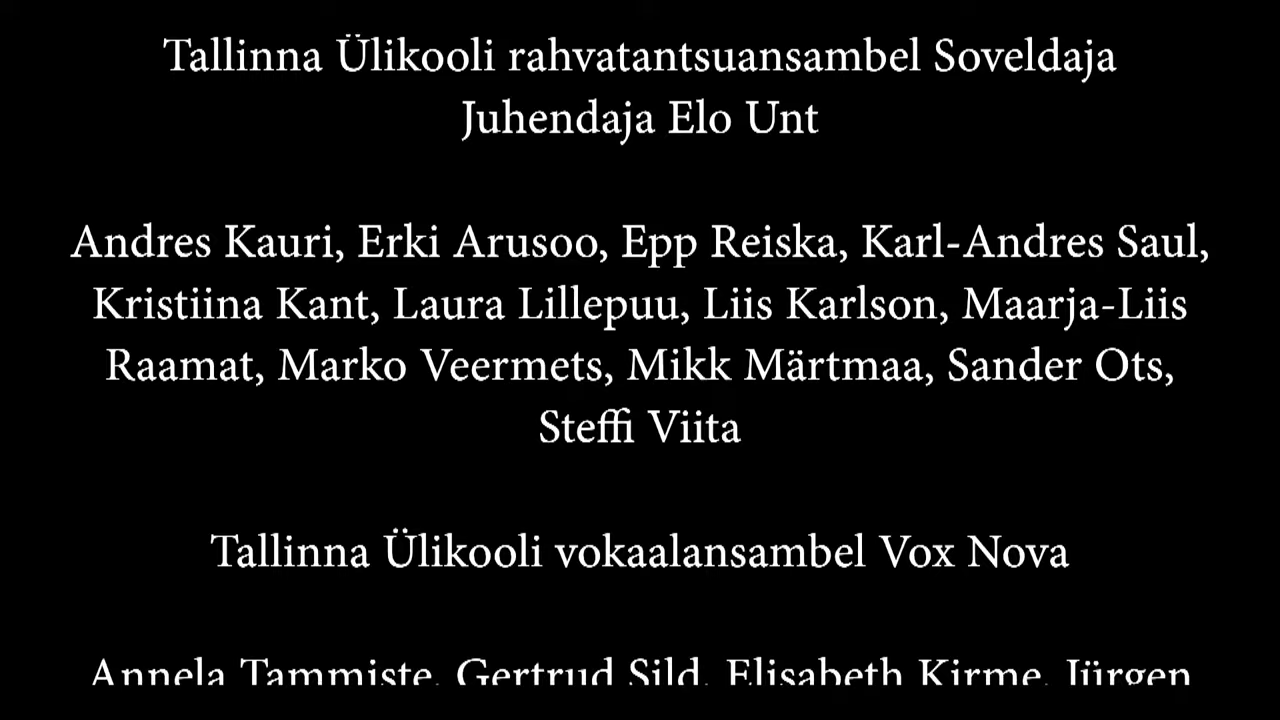 Tallinna Ülikooli rahvatantsuansambel Soveldaja
Juhendaja Elo Unt
Andres Kauri, Erki Arusoo, Epp Reiska, Karl-Andres Saul,
Kristiina Kant, Laura Lillepuu, Liis Karlson, Maarja-Liis
Raamat, Marko Veermets, Mikk Märtmaa, Sander Ots,
Steffi Viita
Tallinna Ülikooli vokaalansambel Vox Nova
Annela Tammiste, Gertrud Sild, Elisabeth Kirme, Jürgen